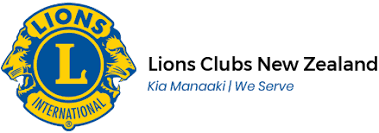 LIONS
L
INTERNATIONAL
®
Lions Clubs New Zealand
Kia Manaaki | We Serve